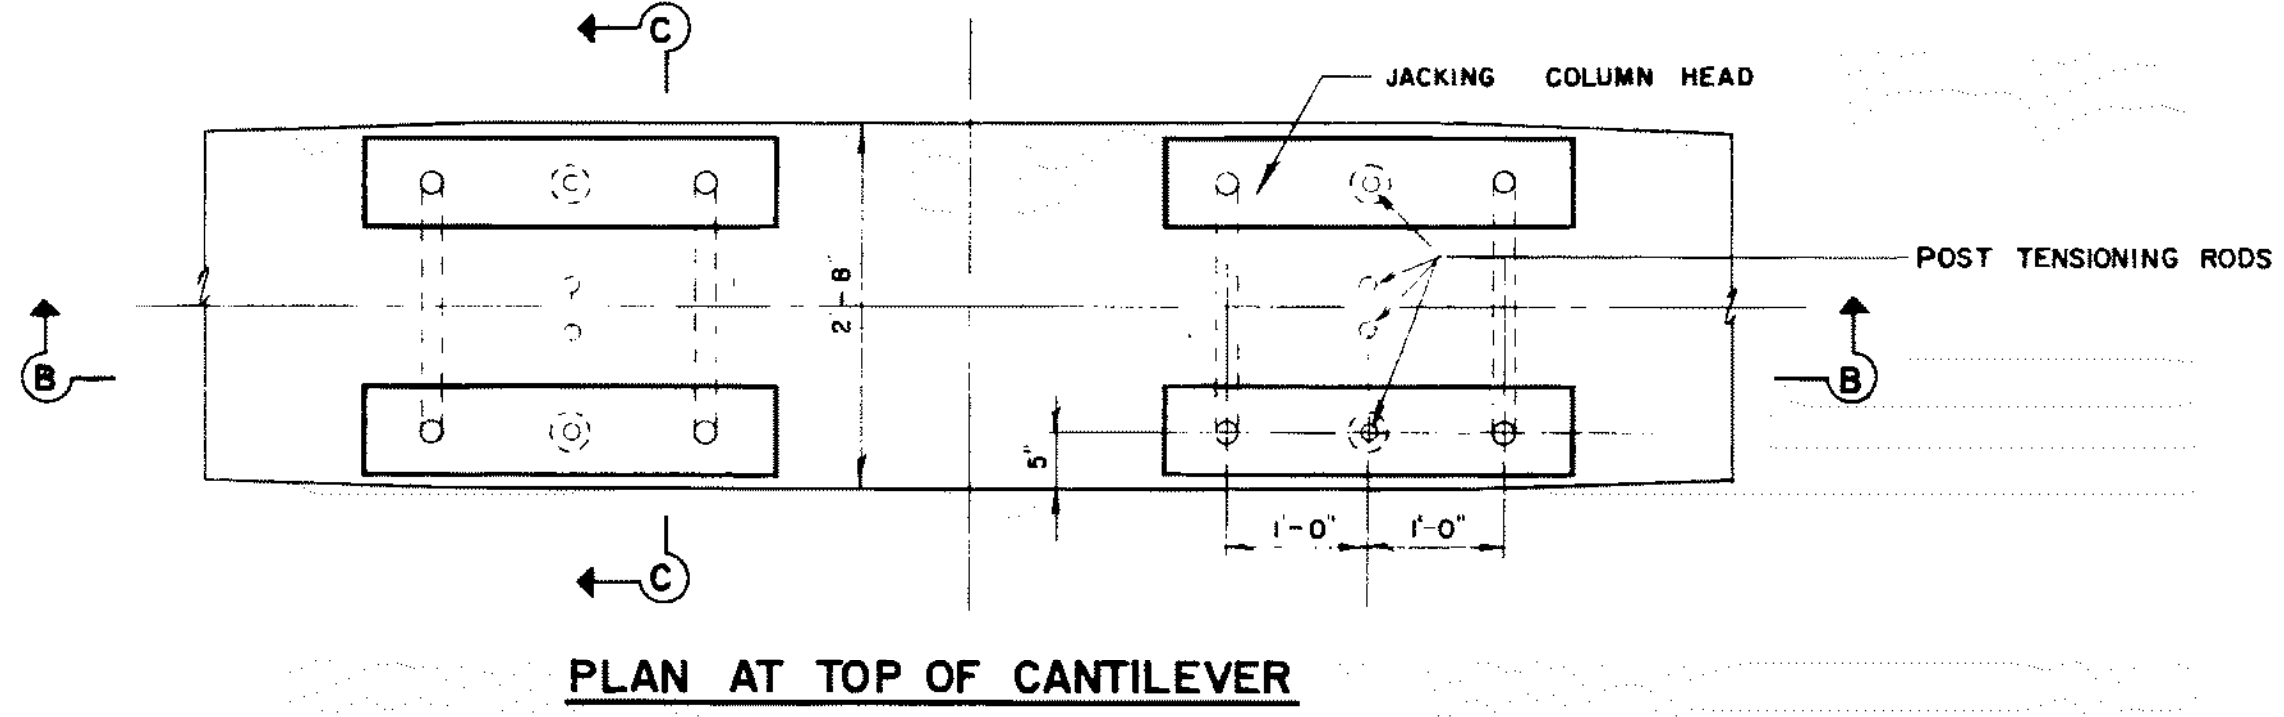 C
JACKING COLUMN HEAD
POST TENSIONING RODS
2'-8"
B
B
5"
1'-0"
1'-0"
C
PLAN AT TOP OF CANTILEVER